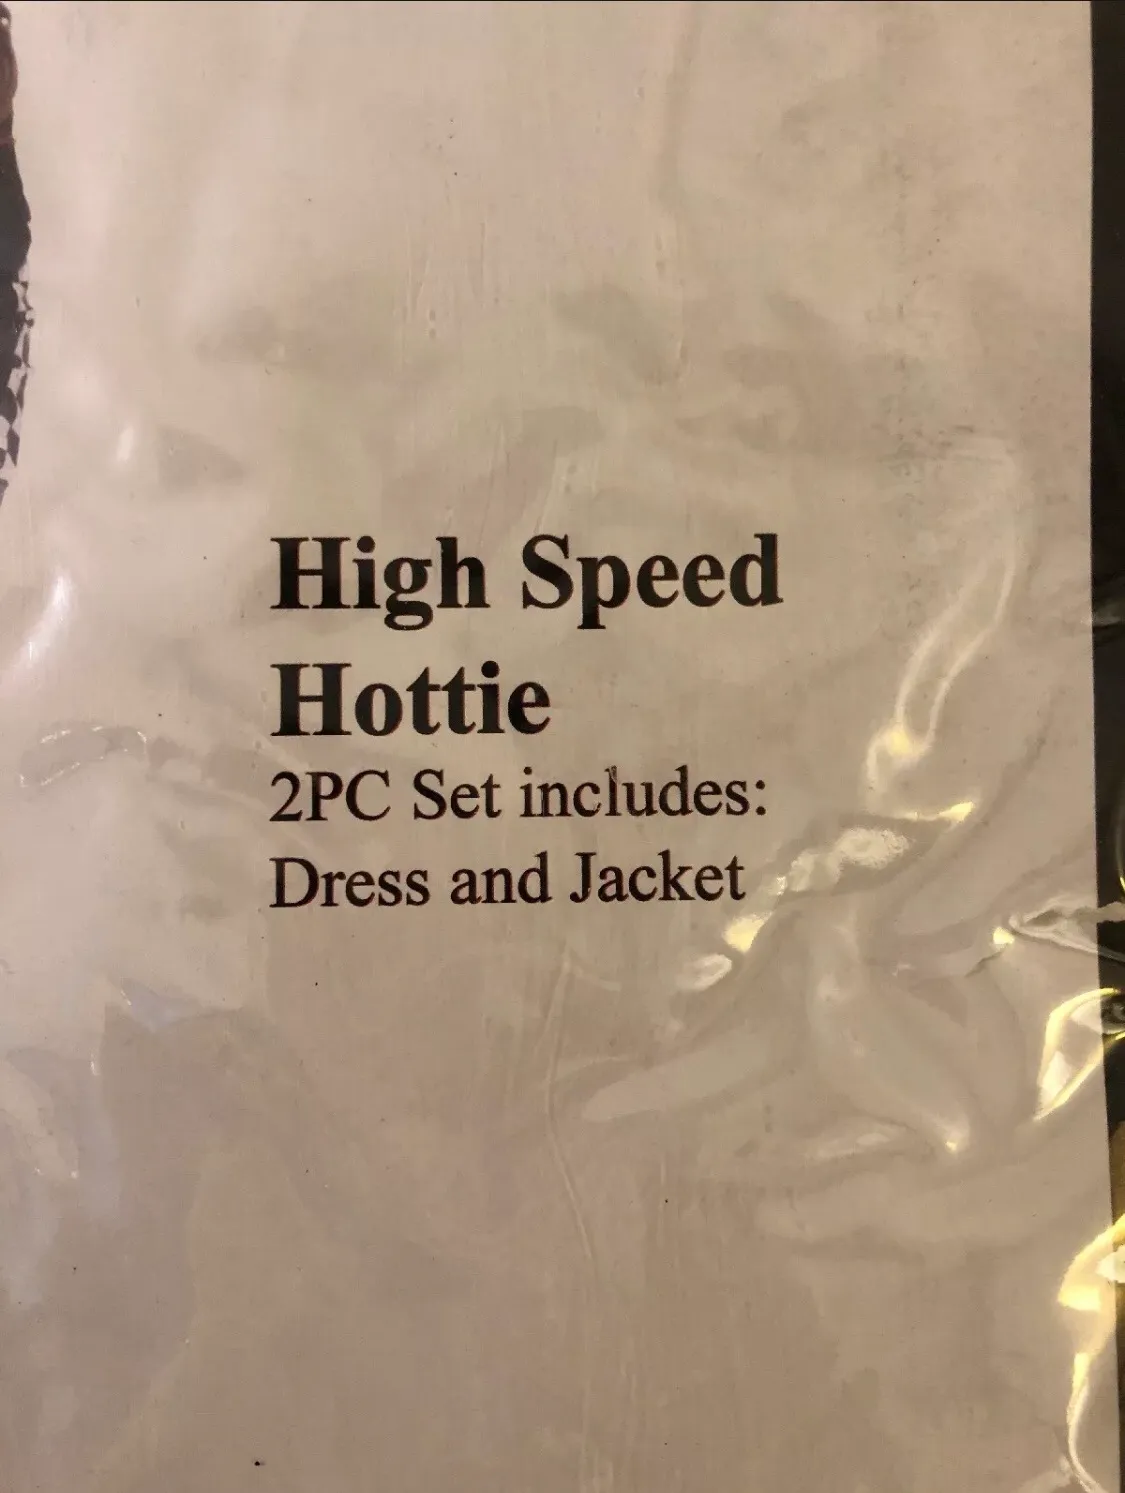 High Speed
Hottie
2PC Set includes:
Dress and Jacket